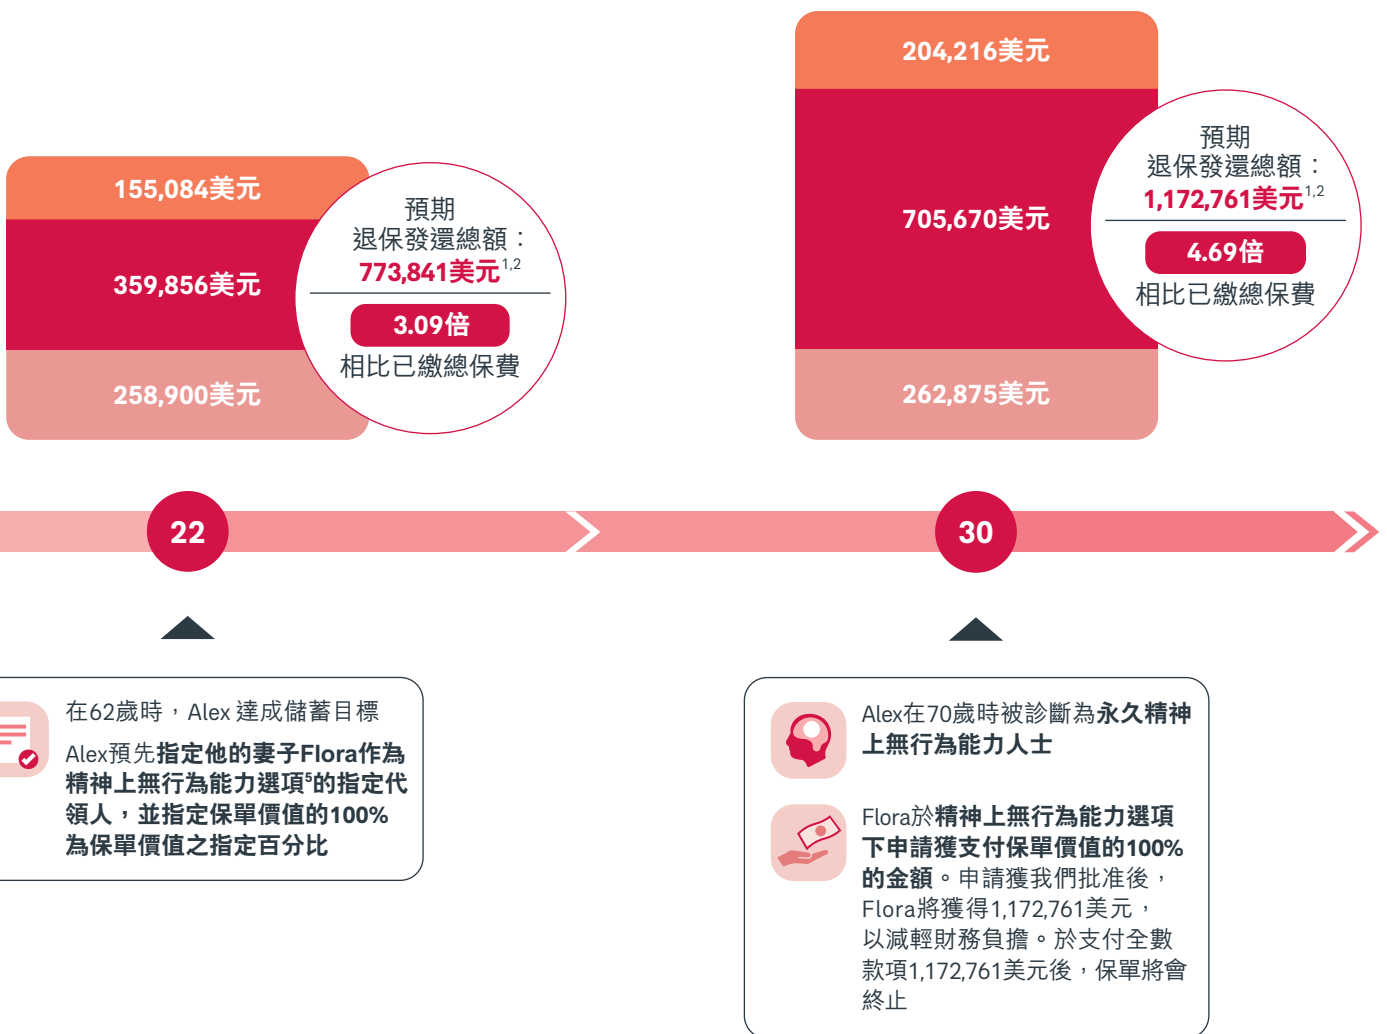 155,084美元
359,856美元
258,900美元
預期
退保發還總額：
773,841美元1,2
3.09倍
相比已繳總保費
204,216美元
705,670美元
262,875美元
預期
退保發還總額：
1,172,761美元1,2
4.69倍
相比已繳總保費
22
30
在62歲時，Alex 達成儲蓄目標
Alex預先指定他的妻子Flora作為
精神上無行為能力選項5的指定代
領人，並指定保單價值的100%
為保單價值之指定百分比
Alex在70歲時被診斷為永久精神
上無行為能力人士
Flora於精神上無行為能力選項
下申請獲支付保單價值的100%
的金額。申請獲我們批准後，
Flora將獲得1,172,761美元，
以減輕財務負擔。於支付全數
款項1,172,761美元後，保單將會
終止